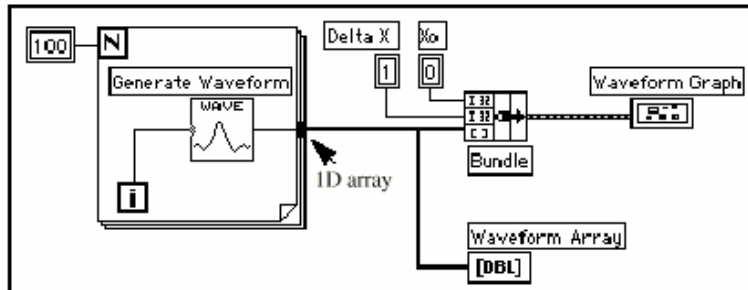 100
N
Generate Waveform
WAVE
i
1D array
Delta X
Xo
1
0
I32
I32
[ ]
Bundle
Waveform Graph
Waveform Array
[DBL]